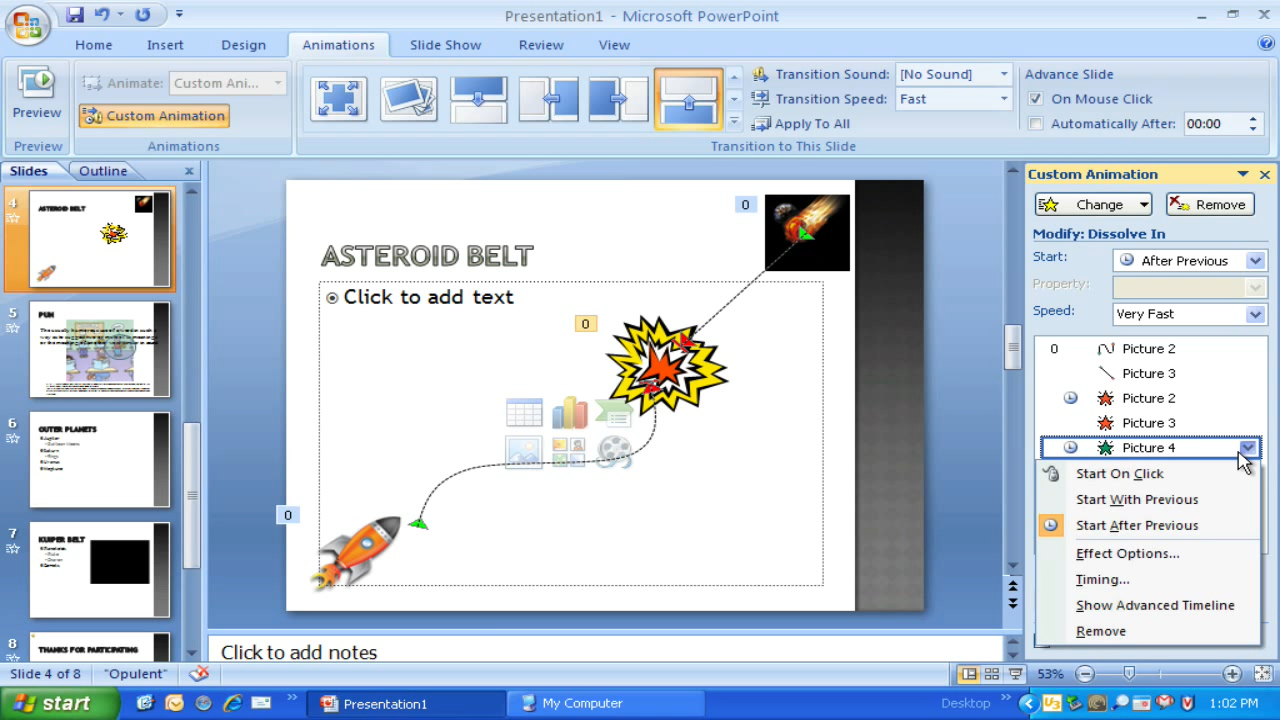 Presentation1 - Microsoft PowerPoint
Home Insert Design Animations Slide Show Review View
Preview
Preview
Animate: Custom Ani...
Custom Animation
Animations
Transition Sound: [No Sound]
Transition Speed: Fast
Apply To All
Transition to This Slide
Advance Slide
On Mouse Click
Automatically After: 00:00
Slides Outline
4
ASTEROID BELT
5
PUN
6
OUTER PLANETS
7
KUIPER BELT
8
THANKS FOR PARTICIPATING
0
ASTEROID BELT
Click to add text
0
0
Click to add notes
Custom Animation
Change Remove
Modify: Dissolve In
Start: After Previous
Property:
Speed: Very Fast
0 Picture 2
Picture 3
Picture 2
Picture 3
Picture 4
Start On Click
Start With Previous
Start After Previous
Effect Options...
Timing...
Show Advanced Timeline
Remove
Slide 4 of 8 "Opulent" 53%
start Presentation1 My Computer Desktop 1:02 PM